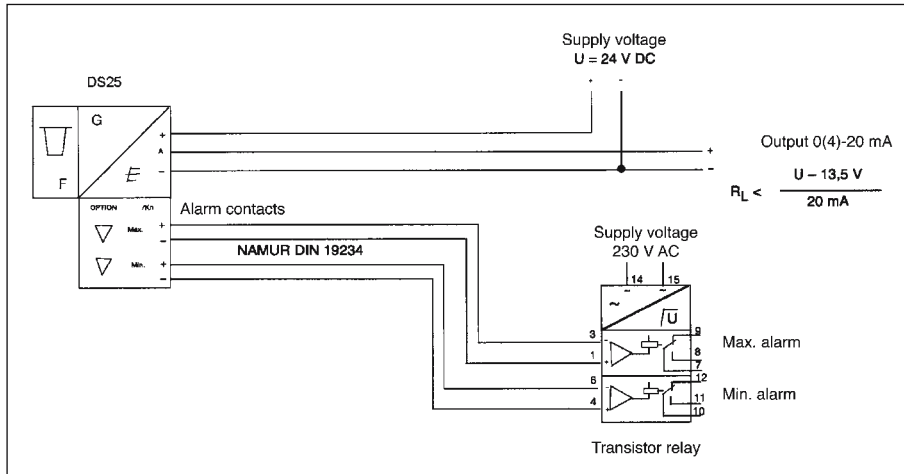 Supply voltage
U = 24 V DC
+ -
DS25
G
F
E
+
A
-
+
-
Output 0(4)-20 mA
R_L < U – 13,5 V
20 mA
OPTION /Kn
Alarm contacts
Max. +
-
Min. +
-
NAMUR DIN 19234
Supply voltage
230 V AC
14 15
~
U
3 - 9
8
1 + 7
Max. alarm
6 - 12
11
4 + 10
Min. alarm
Transistor relay